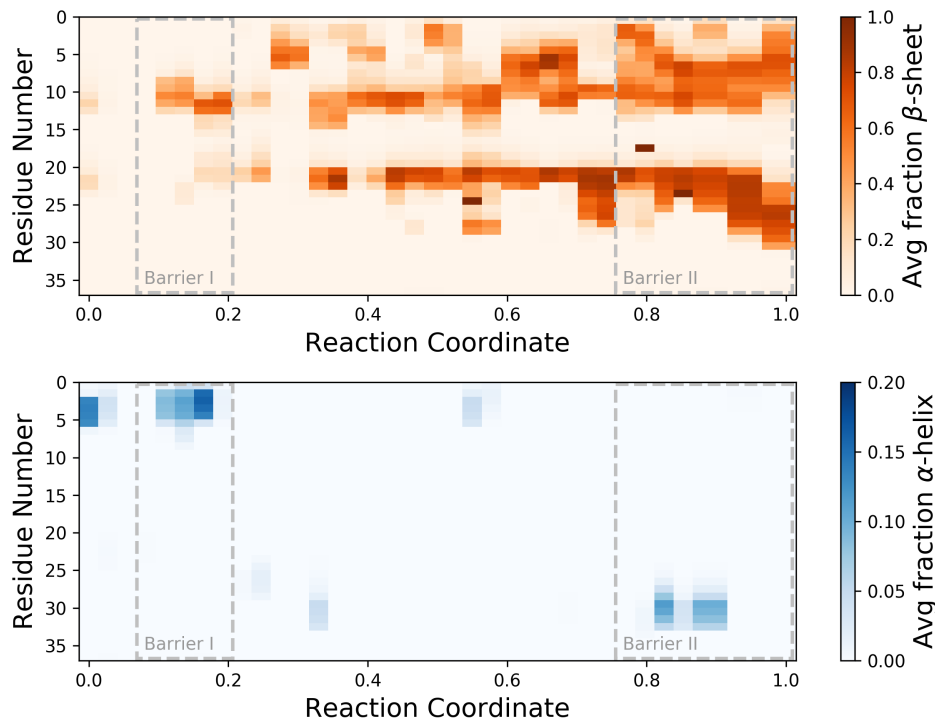 0
5
10
15
20
25
30
35
Residue Number
Barrier I
Barrier II
0.0 0.2 0.4 0.6 0.8 1.0
Reaction Coordinate
1.0
0.8
0.6
0.4
0.2
0.0
Avg fraction β-sheet
0
5
10
15
20
25
30
35
Residue Number
Barrier I
Barrier II
0.0 0.2 0.4 0.6 0.8 1.0
Reaction Coordinate
0.20
0.15
0.10
0.05
0.00
Avg fraction α-helix